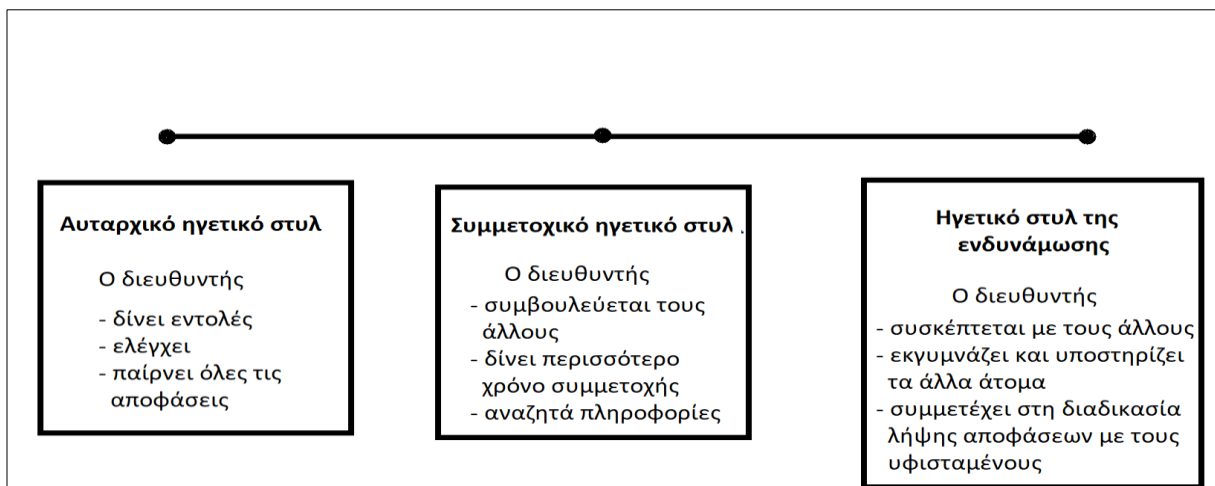 Αυταρχικό ηγετικό στυλ
Ο διευθυντής
- δίνει εντολές
- ελέγχει
- παίρνει όλες τις
αποφάσεις
Συμμετοχικό ηγετικό στυλ .
Ο διευθυντής
- συμβουλεύεται τους
άλλους
- δίνει περισσότερο
χρόνο συμμετοχής
- αναζητά πληροφορίες
Ηγετικό στυλ της
ενδυνάμωσης
Ο διευθυντής
- συσκέπτεται με τους άλλους
- εκγυμνάζει και υποστηρίζει
τα άλλα άτομα
- συμμετέχει στη διαδικασία
λήψης αποφάσεων με τους
υφισταμένους